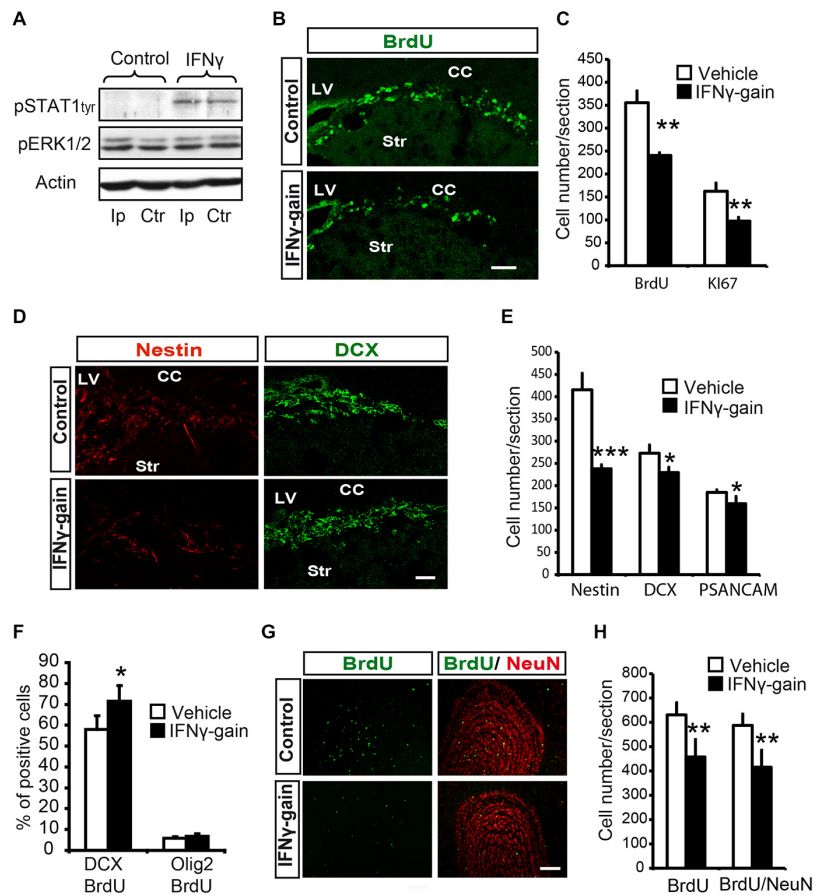 A
Control IFNγ
pSTAT1tyr
pERK1/2
Actin
Ip Ctr Ip Ctr
B
BrdU
Control
LV
CC
Str
IFNγ-gain
LV
CC
Str
C
Cell number/section
450
400
350
300
250
200
150
100
50
0
Vehicle
IFNγ-gain
**
**
BrdU KI67
D
Nestin DCX
Control
LV
CC
Str
IFNγ-gain
LV
CC
Str
E
Cell number/section
500
450
400
350
300
250
200
150
100
50
0
Vehicle
IFNγ-gain
***
*
*
Nestin DCX PSANCAM
F
% of positive cells
90
80
70
60
50
40
30
20
10
0
*
Vehicle
IFNγ-gain
DCX Olig2
BrdU BrdU
G
BrdU BrdU/ NeuN
Control
IFNγ-gain
H
Cell number/section
800
700
600
500
400
300
200
100
0
Vehicle
IFNγ-gain
**
**
BrdU BrdU/NeuN